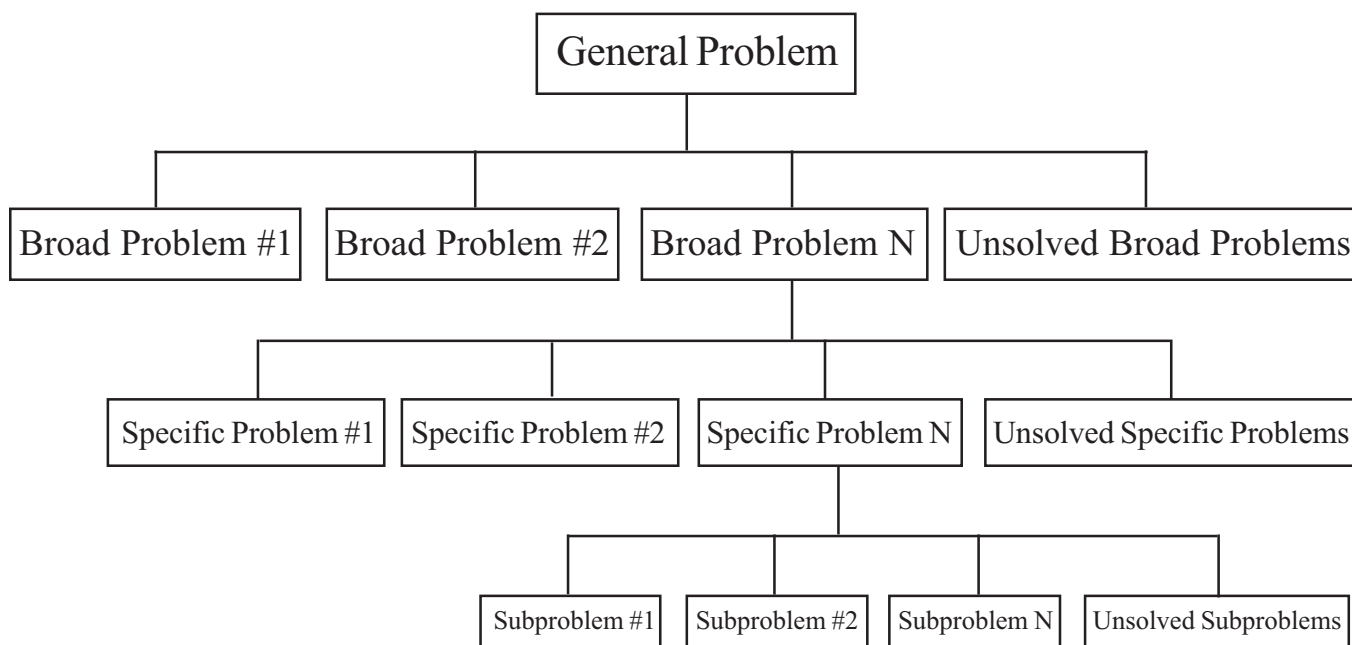 General Problem
Broad Problem #1
Broad Problem #2
Broad Problem N
Unsolved Broad Problems
Specific Problem #1
Specific Problem #2
Specific Problem N
Unsolved Specific Problems
Subproblem #1
Subproblem #2
Subproblem N
Unsolved Subproblems